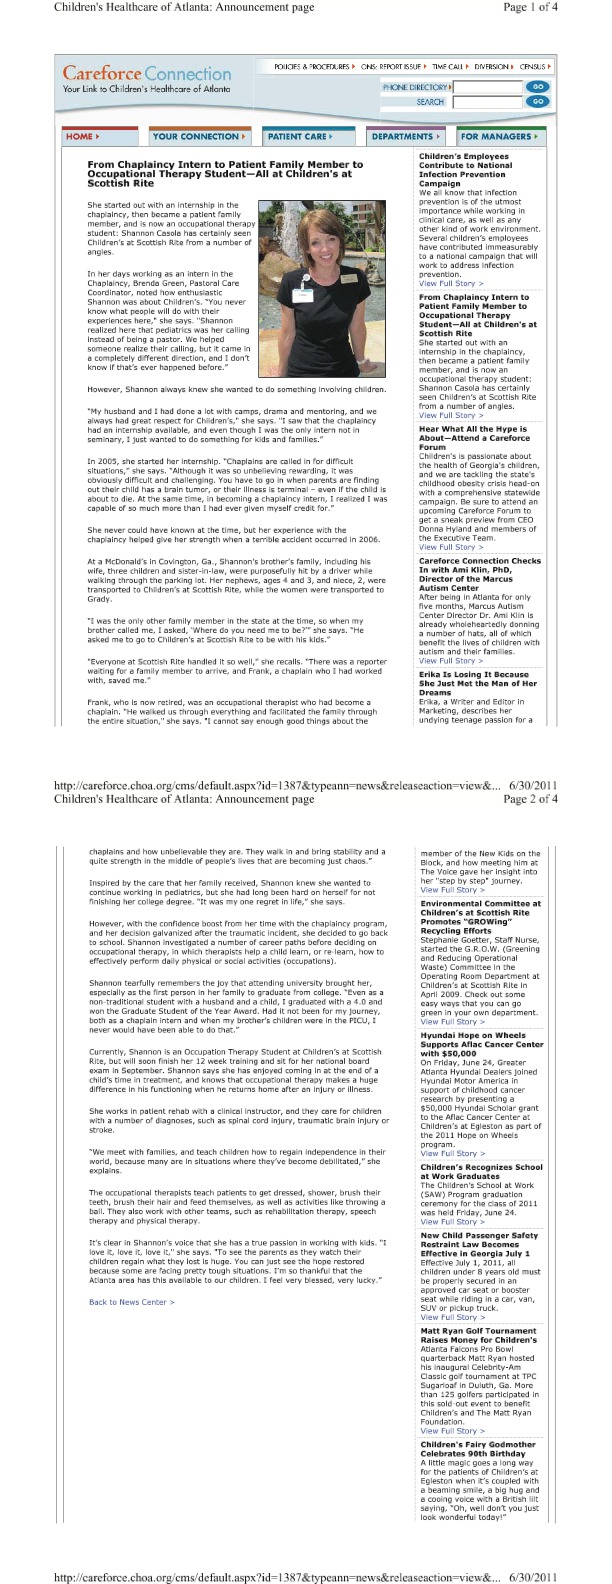 Children's Healthcare of Atlanta: Announcement page
Page 1 of 4
Careforce Connection
Your Link to Children's Healthcare of Atlanta
POLICIES & PROCEDURES
ONS: REPORT ISSUE
TIME CALL
DIVERSION
CENSUS
PHONE DIRECTORY
GO
SEARCH
GO
HOME
YOUR CONNECTION
PATIENT CARE
DEPARTMENTS
FOR MANAGERS
From Chaplaincy Intern to Patient Family Member to
Occupational Therapy Student—All at Children's at
Scottish Rite
She started out with an internship in the
chaplaincy, then became a patient family
member, and is now an occupational therapy
student: Shannon Casola has certainly seen
Children's at Scottish Rite from a number of
angles.
In her days working as an intern in the
Chaplaincy, Brenda Green, Pastoral Care
Coordinator, noted how enthusiastic
Shannon was about Children's. "You never
know what people will do with their
experiences here," she says. "Shannon
realized here that pediatrics was her calling
instead of being a pastor. We helped
someone realize their calling, but it came in
a completely different direction, and I don't
know if that's ever happened before."
However, Shannon always knew she wanted to do something involving children.
"My husband and I had done a lot with camps, drama and mentoring, and we
always had great respect for Children's," she says. "I saw that the chaplaincy
had an internship available, and even though I was the only intern not in
seminary, I just wanted to do something for kids and families."
In 2005, she started her internship. "Chaplains are called in for difficult
situations," she says. "Although it was so unbelieving rewarding, it was
obviously difficult and challenging. You have to go in when parents are finding
out their child has a brain tumor, or their illness is terminal – even if the child is
about to die. At the same time, in becoming a chaplaincy intern, I realized I was
capable of so much more than I had ever given myself credit for."
She never could have known at the time, but her experience with the
chaplaincy helped give her strength when a terrible accident occurred in 2006.
At a McDonald's in Covington, Ga., Shannon's brother's family, including his
wife, three children and sister-in-law, were purposefully hit by a driver while
walking through the parking lot. Her nephews, ages 4 and 3, and niece, 2, were
transported to Children's at Scottish Rite, while the women were transported to
Grady.
"I was the only other family member in the state at the time, so when my
brother called me, I asked, 'Where do you need me to be?'" she says. "He
asked me to go to Children's at Scottish Rite to be with his kids."
"Everyone at Scottish Rite handled it so well," she recalls. "There was a reporter
waiting for a family member to arrive, and Frank, a chaplain who I had worked
with, saved me."
Frank, who is now retired, was an occupational therapist who had become a
chaplain. "He walked us through everything and facilitated the family through
the entire situation," she says. "I cannot say enough good things about the
Children's Employees
Contribute to National
Infection Prevention
Campaign
We all know that infection
prevention is of the utmost
importance while working in
clinical care, as well as any
other kind of work environment.
Several children's employees
have contributed immeasurably
to a national campaign that will
work to address infection
prevention.
View Full Story >
From Chaplaincy Intern to
Patient Family Member to
Occupational Therapy
Student—All at Children's at
Scottish Rite
She started out with an
internship in the chaplaincy,
then became a patient family
member, and is now an
occupational therapy student:
Shannon Casola has certainly
seen Children's at Scottish Rite
from a number of angles.
View Full Story >
Hear What All the Hype is
About—Attend a Careforce
Forum
Children's is passionate about
the health of Georgia's children,
and we are tackling the state's
childhood obesity crisis head-on
with a comprehensive statewide
campaign. Be sure to attend an
upcoming Careforce Forum to
get a sneak preview from CEO
Donna Hyland and members of
the Executive Team.
View Full Story >
Careforce Connection Checks
In with Ami Klin, PhD,
Director of the Marcus
Autism Center
After being in Atlanta for only
five months, Marcus Autism
Center Director Dr. Ami Klin is
already wholeheartedly donning
a number of hats, all of which
benefit the lives of children with
autism and their families.
View Full Story >
Erika Is Losing It Because
She Just Met the Man of Her
Dreams
Erika, a Writer and Editor in
Marketing, describes her
undying teenage passion for a
http://careforce.choa.org/cms/default.aspx?id=1387&typeann=news&releaseaction=view&... 6/30/2011
Children's Healthcare of Atlanta: Announcement page
Page 2 of 4
chaplains and how unbelievable they are. They walk in and bring stability and a
quite strength in the middle of people's lives that are becoming just chaos."
Inspired by the care that her family received, Shannon knew she wanted to
continue working in pediatrics, but she had long been hard on herself for not
finishing her college degree. "It was my one regret in life," she says.
However, with the confidence boost from her time with the chaplaincy program,
and her decision galvanized after the traumatic incident, she decided to go back
to school. Shannon investigated a number of career paths before deciding on
occupational therapy, in which therapists help a child learn, or re-learn, how to
effectively perform daily physical or social activities (occupations).
Shannon tearfully remembers the joy that attending university brought her,
especially as the first person in her family to graduate from college. "Even as a
non-traditional student with a husband and a child, I graduated with a 4.0 and
won the Graduate Student of the Year Award. Had it not been for my journey,
both as a chaplain intern and when my brother's children were in the PICU, I
never would have been able to do that."
Currently, Shannon is an Occupation Therapy Student at Children's at Scottish
Rite, but will soon finish her 12 week training and sit for her national board
exam in September. Shannon says she has enjoyed coming in at the end of a
child's time in treatment, and knows that occupational therapy makes a huge
difference in his functioning when he returns home after an injury or illness.
She works in patient rehab with a clinical instructor, and they care for children
with a number of diagnoses, such as spinal cord injury, traumatic brain injury or
stroke.
"We meet with families, and teach children how to regain independence in their
world, because many are in situations where they've become debilitated," she
explains.
The occupational therapists teach patients to get dressed, shower, brush their
teeth, brush their hair and feed themselves, as well as activities like throwing a
ball. They also work with other teams, such as rehabilitation therapy, speech
therapy and physical therapy.
It's clear in Shannon's voice that she has a true passion in working with kids. "I
love it, love it, love it," she says. "To see the parents as they watch their
children regain what they lost is huge. You can just see the hope restored
because some are facing pretty tough situations. I'm so thankful that the
Atlanta area has this available to our children. I feel very blessed, very lucky."
Back to News Center >
member of the New Kids on the
Block, and how meeting him at
The Voice gave her insight into
her "step by step" journey.
View Full Story >
Environmental Committee at
Children's at Scottish Rite
Promotes "GROWing"
Recycling Efforts
Stephanie Goetter, Staff Nurse,
started the G.R.O.W. (Greening
and Reducing Operational
Waste) Committee in the
Operating Room Department at
Children's at Scottish Rite in
April 2009. Check out some
easy ways that you can go
green in your own department.
View Full Story >
Hyundai Hope on Wheels
Supports Aflac Cancer Center
with $50,000
On Friday, June 24, Greater
Atlanta Hyundai Dealers joined
Hyundai Motor America in
support of childhood cancer
research by presenting a
$50,000 Hyundai Scholar grant
to the Aflac Cancer Center at
Children's at Egleston as part of
the 2011 Hope on Wheels
program.
View Full Story >
Children's Recognizes School
at Work Graduates
The Children's School at Work
(SAW) Program graduation
ceremony for the class of 2011
was held Friday, June 24.
View Full Story >
New Child Passenger Safety
Restraint Law Becomes
Effective in Georgia July 1
Effective July 1, 2011, all
children under 8 years old must
be properly secured in an
approved car seat or booster
seat while riding in a car, van,
SUV or pickup truck.
View Full Story >
Matt Ryan Golf Tournament
Raises Money for Children's
Atlanta Falcons Pro Bowl
quarterback Matt Ryan hosted
his inaugural Celebrity-Am
Classic golf tournament at TPC
Sugarloaf in Duluth, Ga. More
than 125 golfers participated in
this sold-out event to benefit
Children's and The Matt Ryan
Foundation.
View Full Story >
Children's Fairy Godmother
Celebrates 90th Birthday
A little magic goes a long way
for the patients of Children's at
Egleston when it's coupled with
a beaming smile, a big hug and
a cooing voice with a British lilt
saying, "Oh, well don't you just
look wonderful today!"
http://careforce.choa.org/cms/default.aspx?id=1387&typeann=news&releaseaction=view&... 6/30/2011